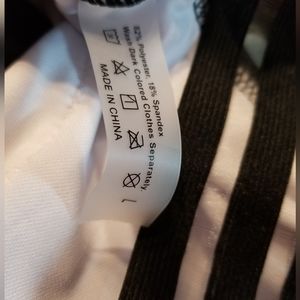 82% Polyester, 18% Spandex
Wash Dark Colored Clothes Separately.
MADE IN CHINA
L